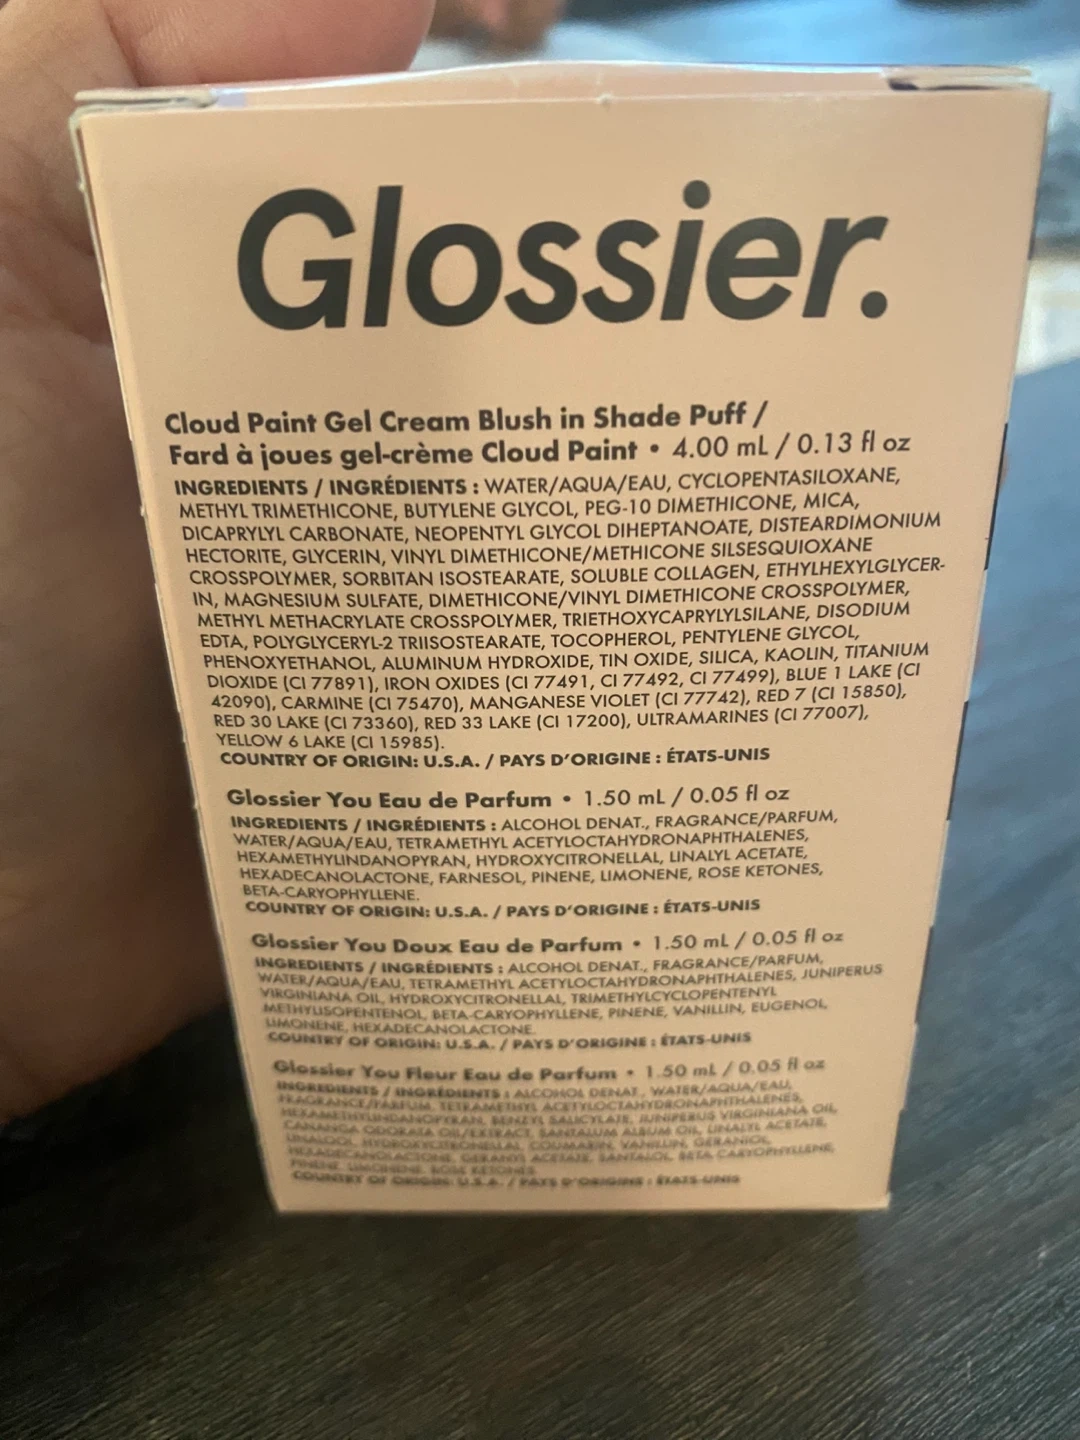 Glossier.
Cloud Paint Gel Cream Blush in Shade Puff /
Fard à joues gel-crème Cloud Paint • 4.00 mL / 0.13 fl oz
INGREDIENTS / INGRÉDIENTS : WATER/AQUA/EAU, CYCLOPENTASILOXANE,
METHYL TRIMETHICONE, BUTYLENE GLYCOL, PEG-10 DIMETHICONE, MICA,
DICAPRYLYL CARBONATE, NEOPENTYL GLYCOL DIHEPTANOATE, DISTEARDIMONIUM
HECTORITE, GLYCERIN, VINYL DIMETHICONE/METHICONE SILSESQUIOXANE
CROSSPOLYMER, SORBITAN ISOSTEARATE, SOLUBLE COLLAGEN, ETHYLHEXYLGLYCER-
IN, MAGNESIUM SULFATE, DIMETHICONE/VINYL DIMETHICONE CROSSPOLYMER,
METHYL METHACRYLATE CROSSPOLYMER, TRIETHOXYCAPRYLYLSILANE, DISODIUM
EDTA, POLYGLYCERYL-2 TRIISOSTEARATE, TOCOPHEROL, PENTYLENE GLYCOL,
PHENOXYETHANOL, ALUMINUM HYDROXIDE, TIN OXIDE, SILICA, KAOLIN, TITANIUM
DIOXIDE (CI 77891), IRON OXIDES (CI 77491, CI 77492, CI 77499), BLUE 1 LAKE (CI
42090), CARMINE (CI 75470), MANGANESE VIOLET (CI 77742), RED 7 (CI 15850),
RED 30 LAKE (CI 73360), RED 33 LAKE (CI 17200), ULTRAMARINES (CI 77007),
YELLOW 6 LAKE (CI 15985).
COUNTRY OF ORIGIN: U.S.A. / PAYS D'ORIGINE : ÉTATS-UNIS
Glossier You Eau de Parfum • 1.50 mL / 0.05 fl oz
INGREDIENTS / INGRÉDIENTS : ALCOHOL DENAT., FRAGRANCE/PARFUM,
WATER/AQUA/EAU, TETRAMETHYL ACETYLOCTAHYDRONAPHTHALENES,
HEXAMETHYLINDANOPYRAN, HYDROXYCITRONELLAL, LINALYL ACETATE,
HEXADECANOLACTONE, FARNESOL, PINENE, LIMONENE, ROSE KETONES,
BETA-CARYOPHYLLENE.
COUNTRY OF ORIGIN: U.S.A. / PAYS D'ORIGINE : ÉTATS-UNIS
Glossier You Doux Eau de Parfum • 1.50 mL / 0.05 fl oz
INGREDIENTS / INGRÉDIENTS : ALCOHOL DENAT., FRAGRANCE/PARFUM,
WATER/AQUA/EAU, TETRAMETHYL ACETYLOCTAHYDRONAPHTHALENES, JUNIPERUS
VIRGINIANA OIL, HYDROXYCITRONELLAL, TRIMETHYLCYCLOPENTENYL
METHYLISOPENTENOL, BETA-CARYOPHYLLENE, PINENE, VANILLIN, EUGENOL,
LIMONENE, HEXADECANOLACTONE.
COUNTRY OF ORIGIN: U.S.A. / PAYS D'ORIGINE : ÉTATS-UNIS
Glossier You Fleur Eau de Parfum • 1.50 mL / 0.05 fl oz
INGREDIENTS / INGRÉDIENTS : ALCOHOL DENAT., WATER/AQUA/EAU,
FRAGRANCE/PARFUM, TETRAMETHYL ACETYLOCTAHYDRONAPHTHALENES,
HEXAMETHYLINDANOPYRAN, BENZYL SALICYLATE, JUNIPERUS VIRGINIANA OIL,
CANANGA ODORATA OIL/EXTRACT, SANTALUM ALBUM OIL, LINALYL ACETATE,
LINALOOL, HYDROXYCITRONELLAL, COUMARIN, VANILLIN, GERANIOL,
HEXADECANOLACTONE, GERANYL ACETATE, SANTALOL, BETA CARYOPHYLLENE,
PINENE, LIMONENE, ROSE KETONES.
COUNTRY OF ORIGIN: U.S.A. / PAYS D'ORIGINE : ÉTATS-UNIS